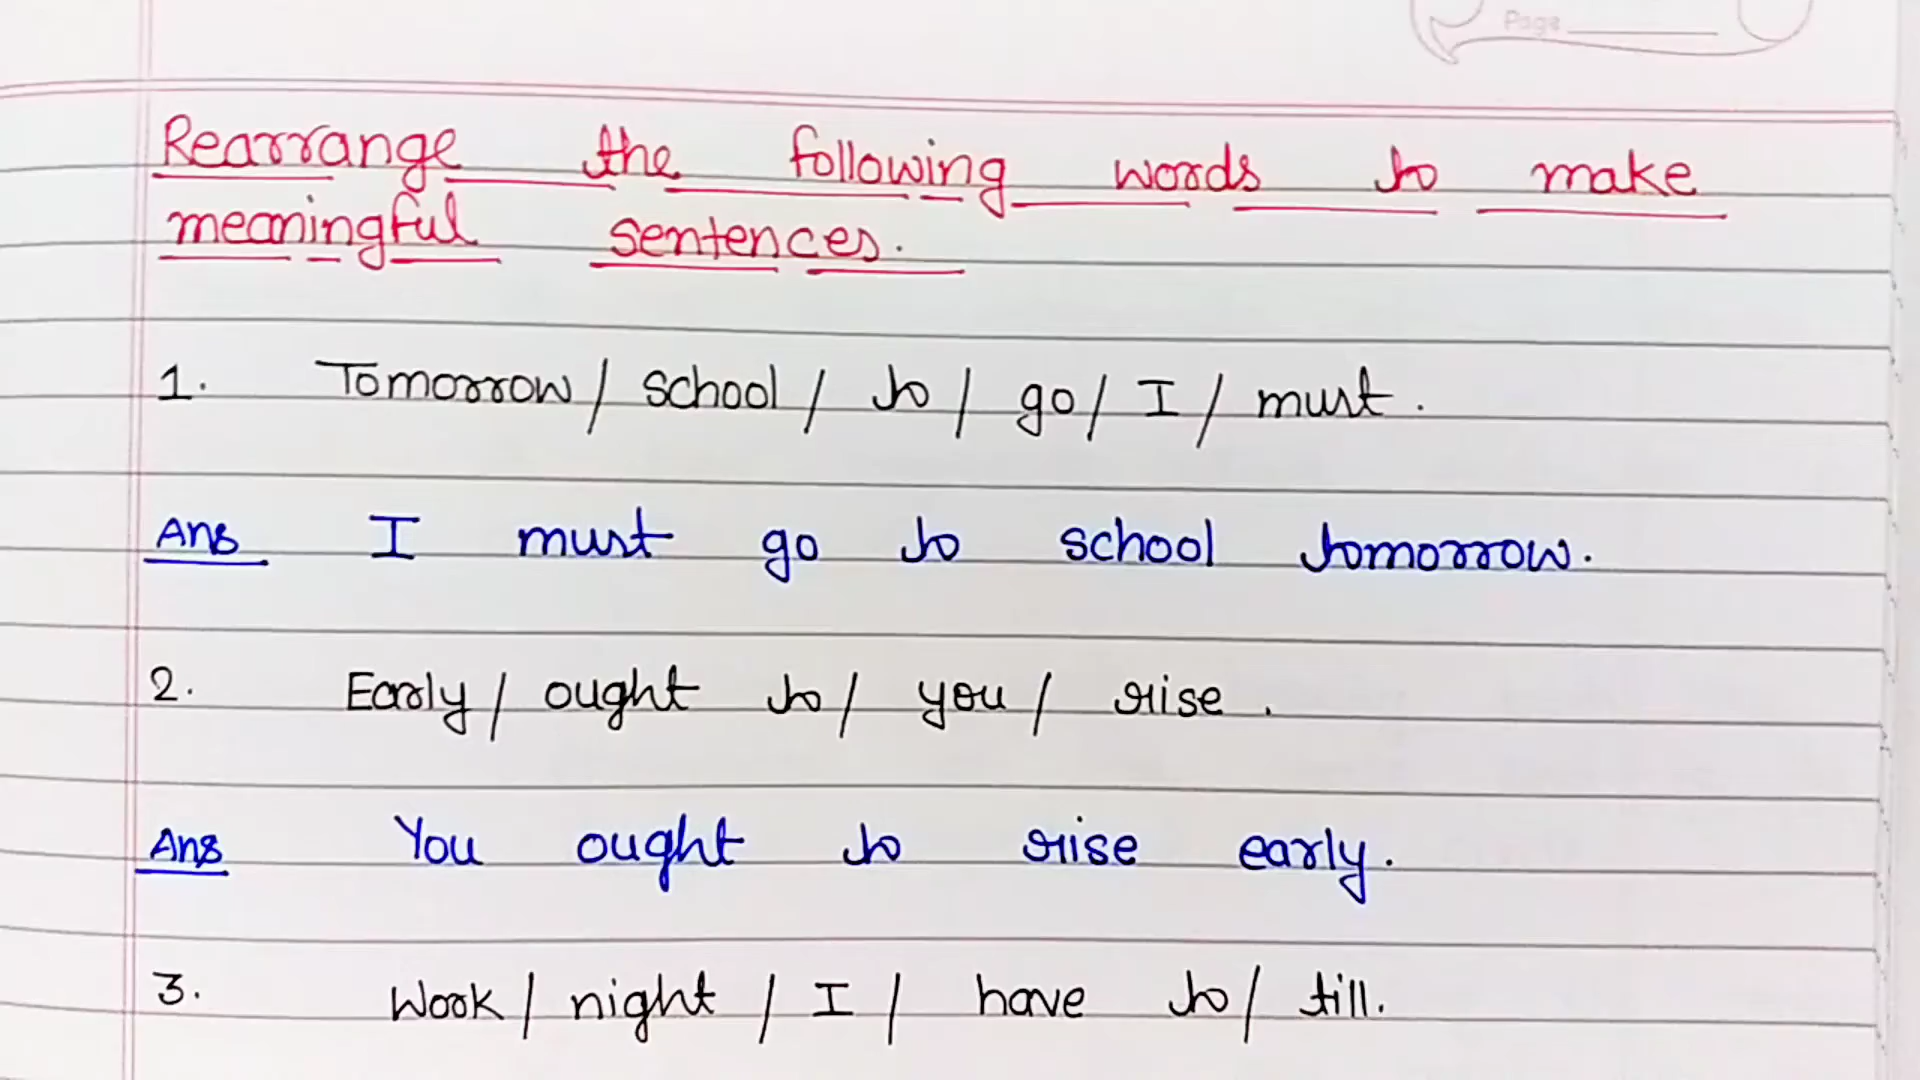 Page
Rearrange the following words to make
meaningful sentences.
1. Tomorrow / school / to / go / I / must.
Ans I must go to school tomorrow.
2. Early / ought to / you / rise.
Ans You ought to rise early.
3. Work / night / I / have to / till.